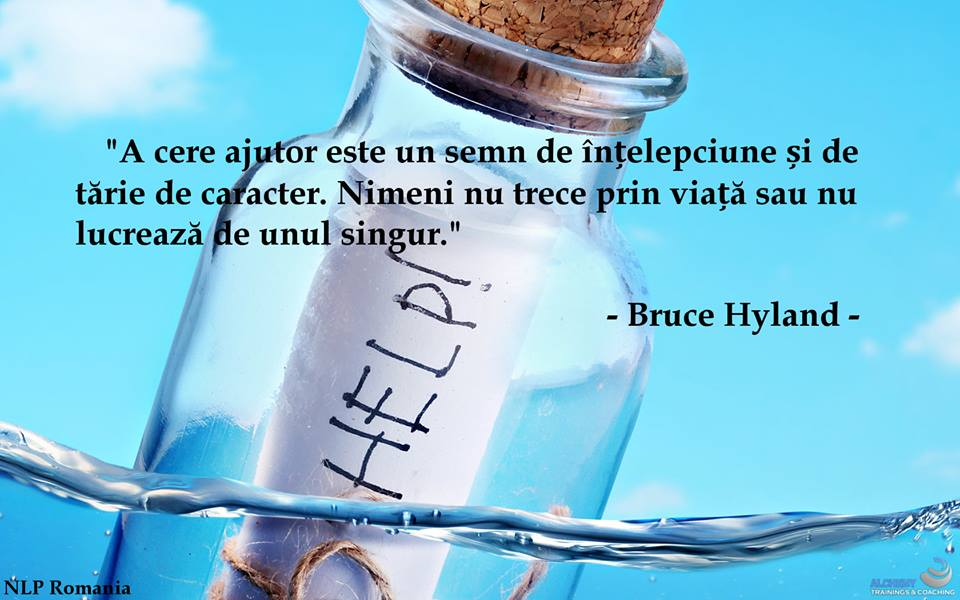 "A cere ajutor este un semn de înțelepciune și de
tărie de caracter. Nimeni nu trece prin viață sau nu
lucrează de unul singur."
- Bruce Hyland -
HELP!
NLP Romania
ALCHEMY
TRAININGS & COACHING